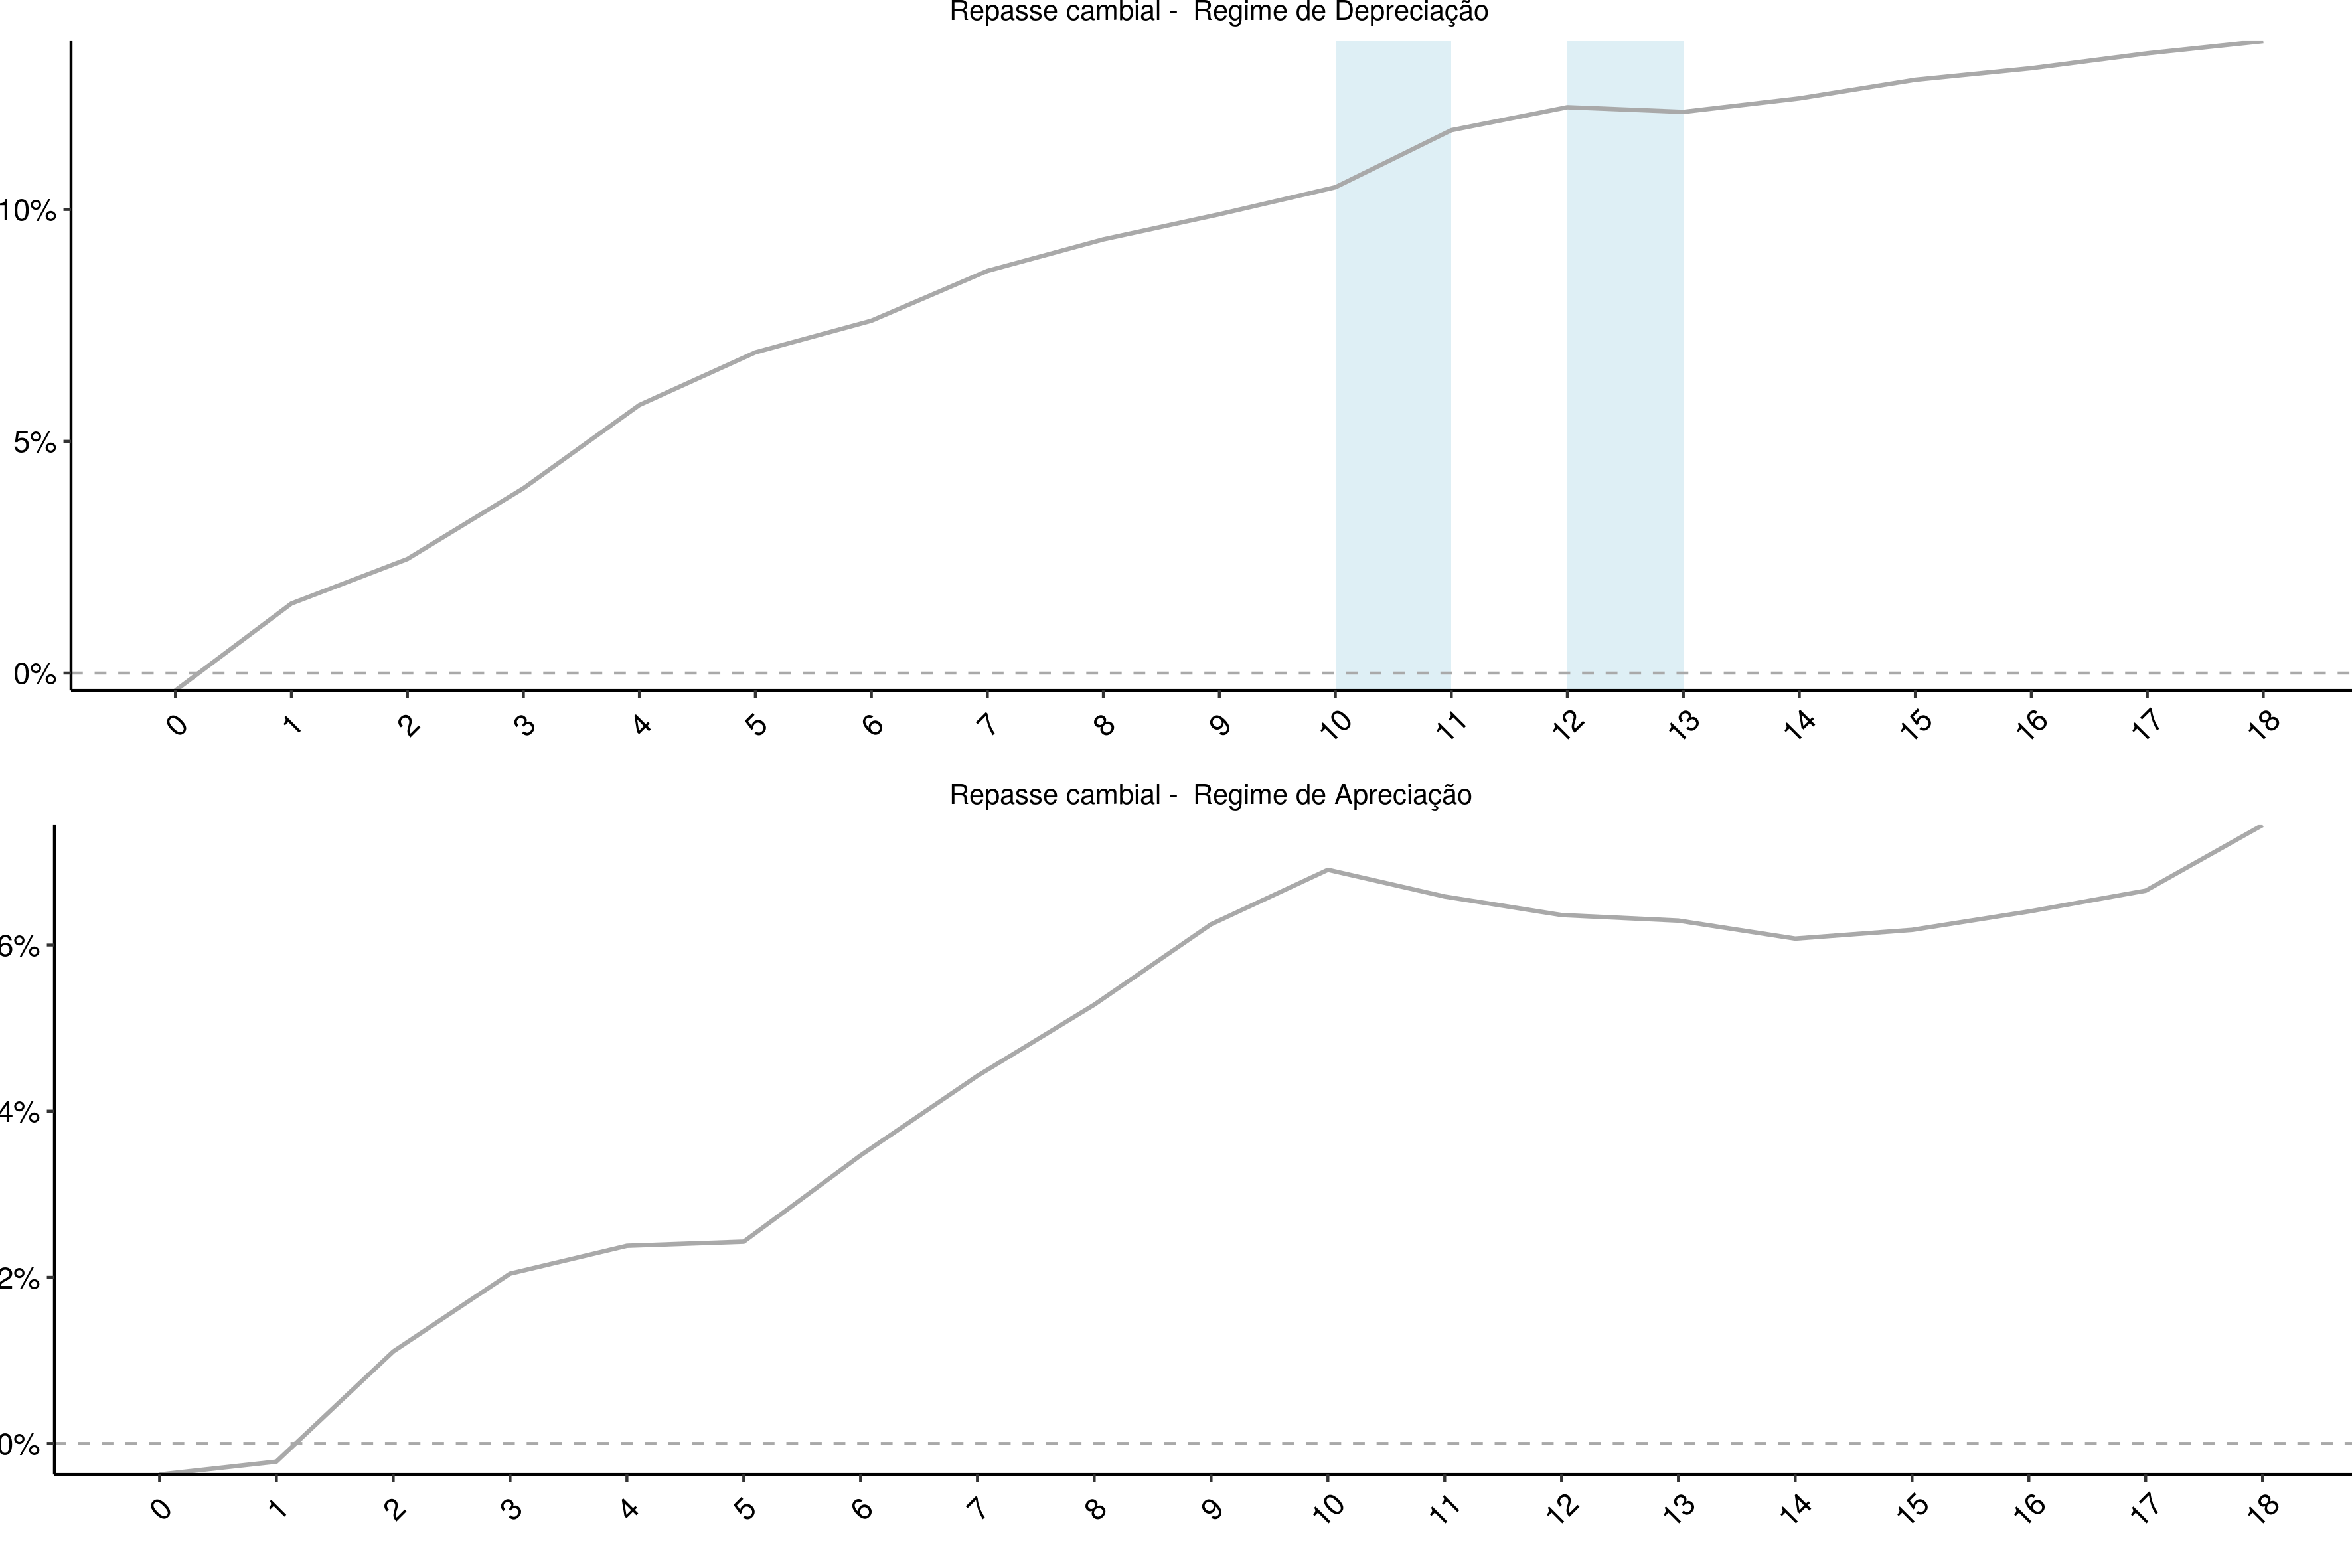 Repasse cambial -  Regime de Depreciação
10%
5%
0%
0 1 2 3 4 5 6 7 8 9 10 11 12 13 14 15 16 17 18
Repasse cambial -  Regime de Apreciação
6%
4%
2%
0%
0 1 2 3 4 5 6 7 8 9 10 11 12 13 14 15 16 17 18